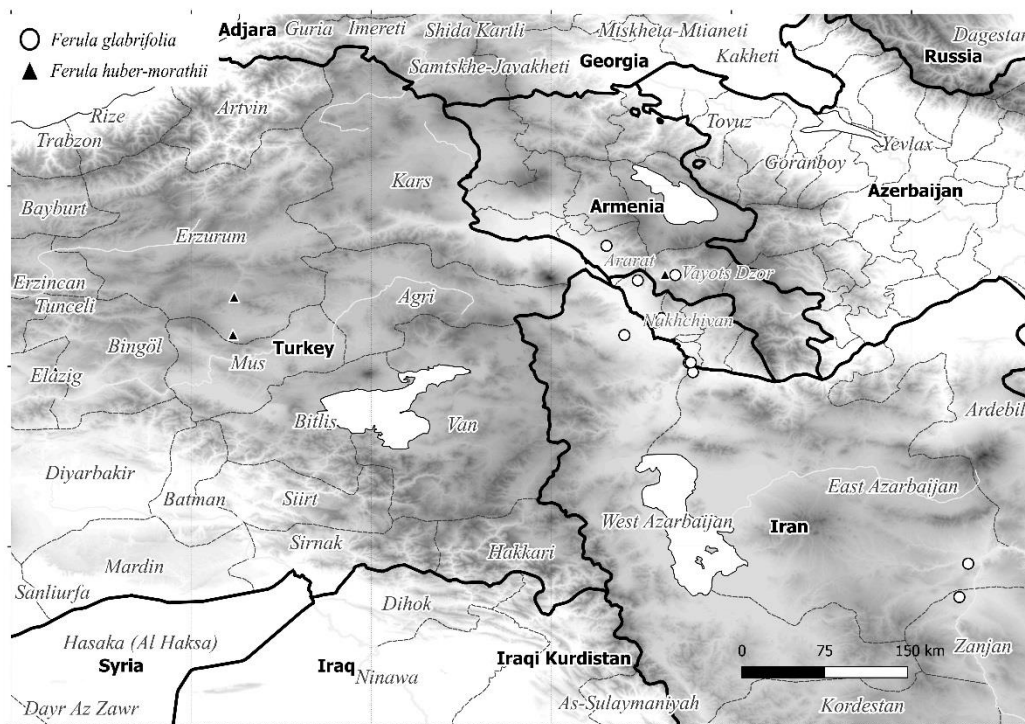 Ferula glabrifolia
Ferula huber-morathii
Adjara
Guria
Imereti
Shida Kartli
Miskheta-Mtianeti
Dagestan
Samtskhe-Javakheti
Georgia
Kakheti
Russia
Artvin
Rize
Trabzon
Tovuz
Yevlax
Goranboy
Kars
Azerbaijan
Bayburt
Armenia
Erzurum
Ararat
Vayots Dzor
Erzincan
Tunceli
Agri
Nakhchivan
Bingöl
Mus
Turkey
Elazig
Ardebil
Bitlis
Van
Diyarbakir
East Azarbaijan
Batman
Siirt
West Azarbaijan
Iran
Sirnak
Hakkari
Mardin
Sanliurfa
Dihok
Hasaka (Al Haksa)
Zanjan
Syria
Iraq
Iraqi Kurdistan
0 75 150 km
Ninawa
As-Sulaymaniyah
Kordestan
Dayr Az Zawr